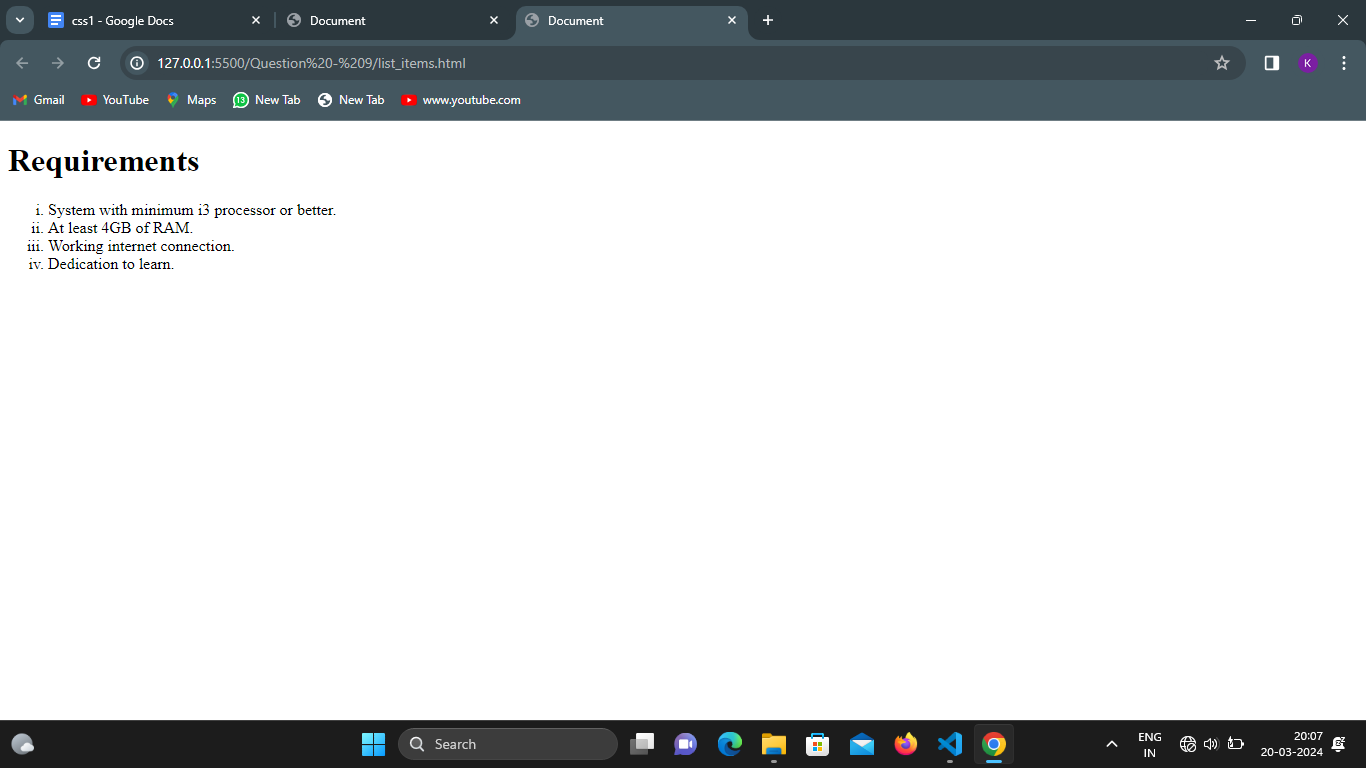 css1 - Google Docs
Document
Document
127.0.0.1:5500/Question%20-%209/list_items.html
K
Gmail
YouTube
Maps
13
New Tab
New Tab
www.youtube.com
Requirements
i. System with minimum i3 processor or better.
ii. At least 4GB of RAM.
iii. Working internet connection.
iv. Dedication to learn.
Search
ENG
IN
20:07
20-03-2024